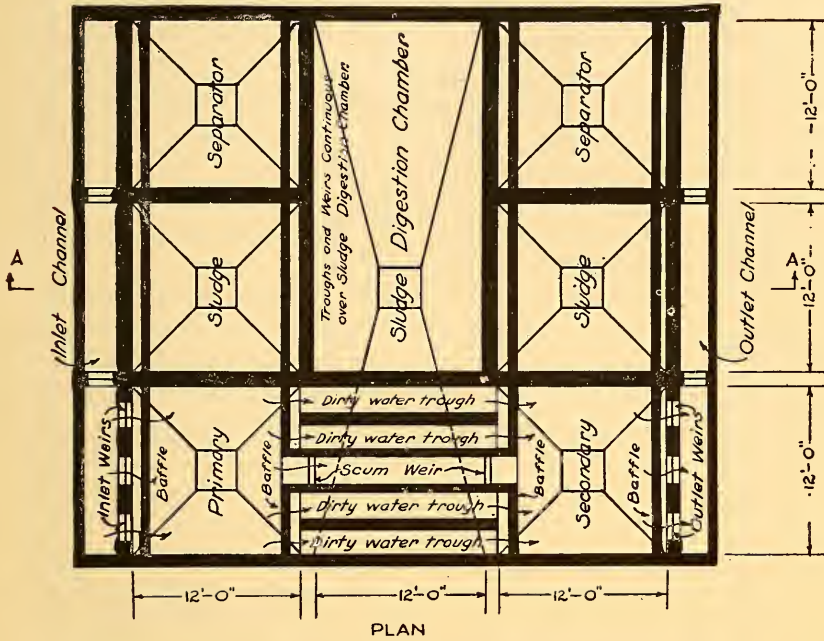 Separator
Separator
Troughs and Weirs Continuous
over Sludge Digestion Chamber.
Sludge Digestion Chamber
12'-0"
A
Inlet Channel
Sludge
Sludge
Outlet Channel
A
12'-0"
Inlet Weirs
Baffle
Primary
Baffle
Dirty water trough
Dirty water trough
Scum Weir
Dirty water trough
Dirty water trough
Baffle
Secondary
Baffle
Outlet Weirs
12'-0"
12'-0"
12'-0"
12'-0"
PLAN